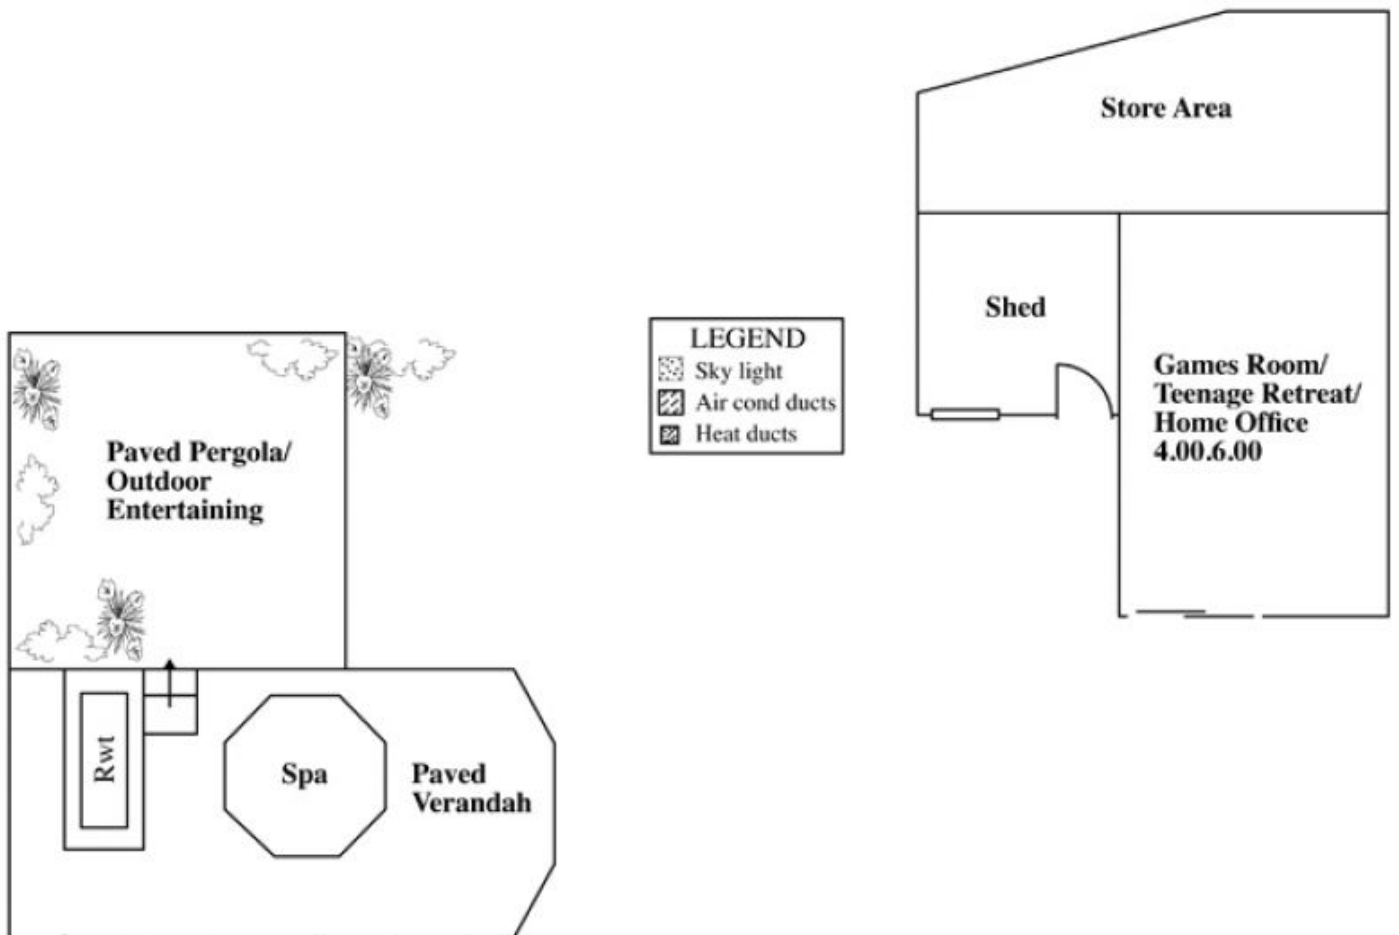 Store Area
Shed
LEGEND
Sky light
Air cond ducts
Heat ducts
Games Room/
Teenage Retreat/
Home Office
4.00.6.00
Paved Pergola/
Outdoor
Entertaining
Rwt
Spa
Paved
Verandah